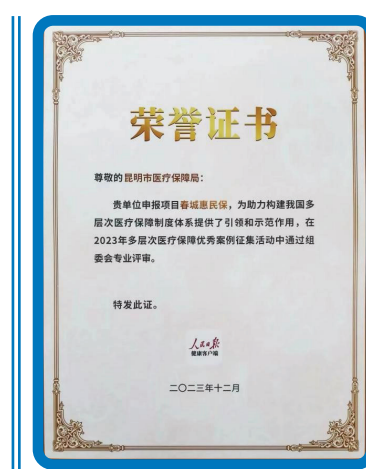 荣誉证书
尊敬的昆明市医疗保障局：
贵单位申报项目春城惠民保，为助力构建我国多
层次医疗保障制度体系提供了引领和示范作用，在
2023年多层次医疗保障优秀案例征集活动中通过组
委会专业评审。
特发此证。
人民日报
健康客户端
二〇二三年十二月